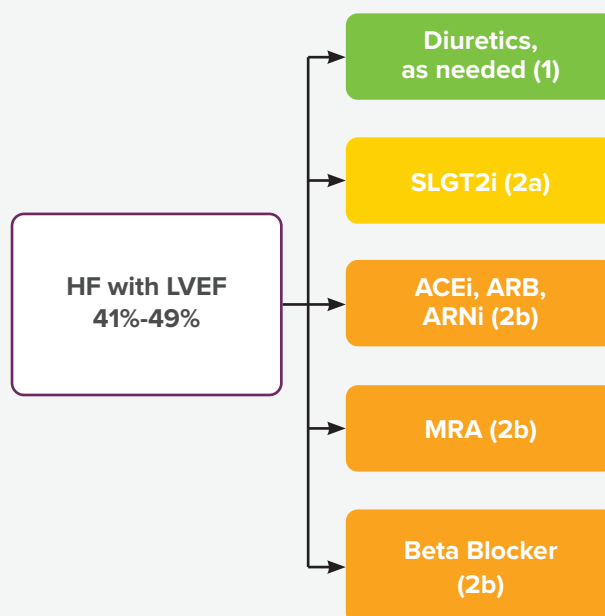 HF with LVEF
41%-49%
Diuretics,
as needed (1)
SLGT2i (2a)
ACEi, ARB,
ARNi (2b)
MRA (2b)
Beta Blocker
(2b)